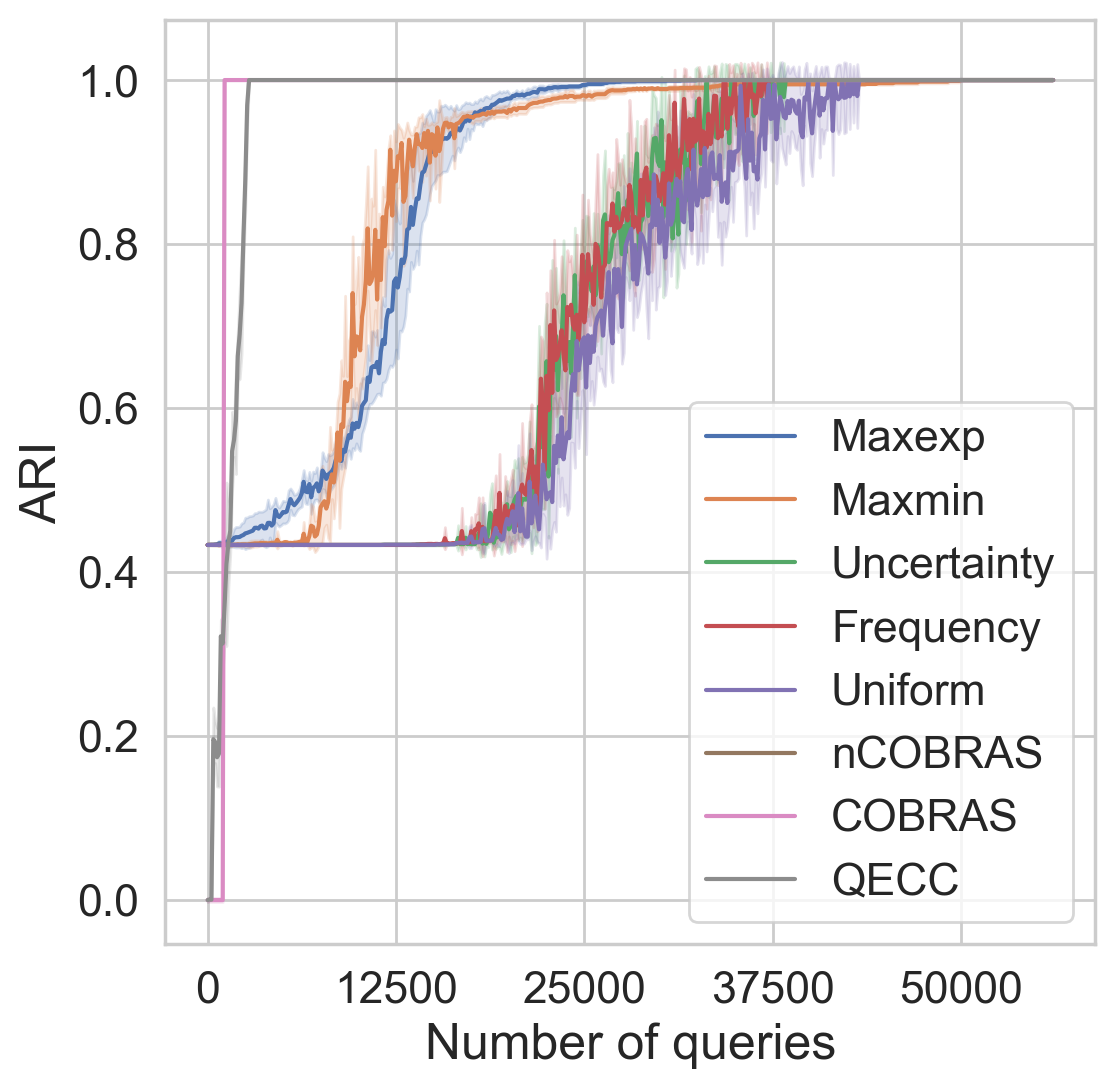 ARI
1.0
0.8
0.6
0.4
0.2
0.0
0
12500
25000
37500
50000
Number of queries
Maxexp
Maxmin
Uncertainty
Frequency
Uniform
nCOBRAS
COBRAS
QECC